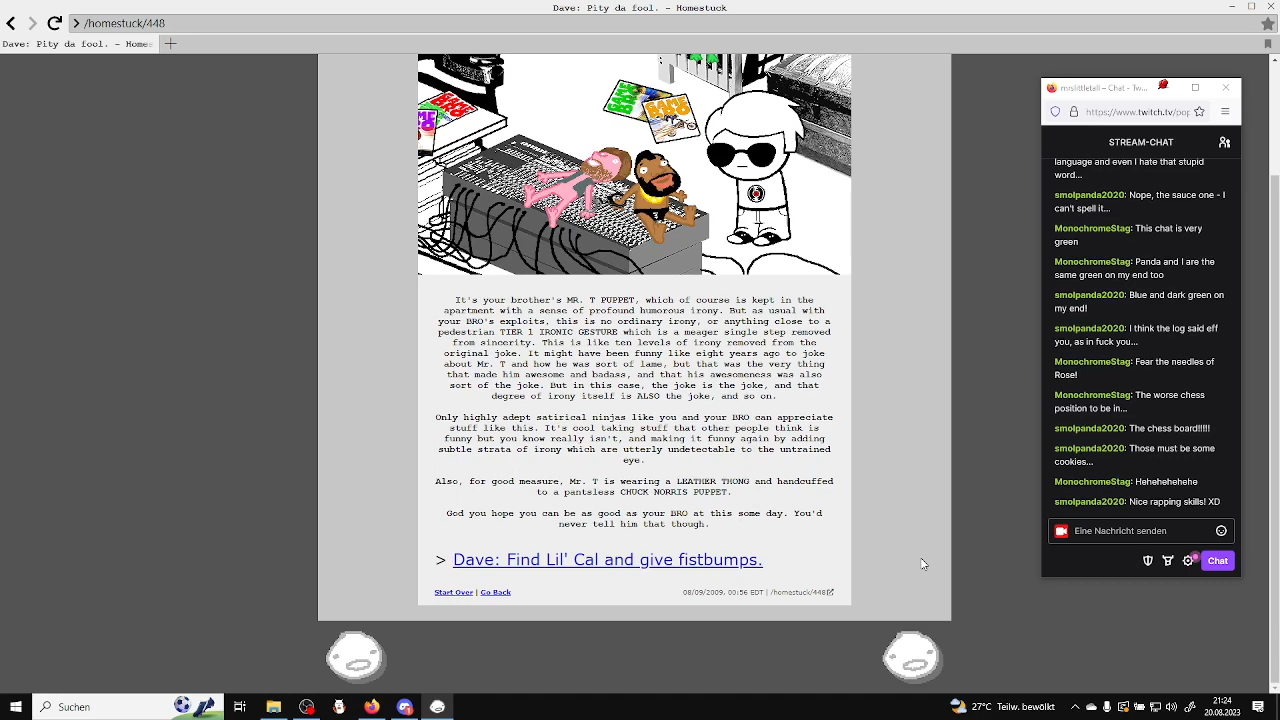 Dave: Pity da fool. - Homestuck
/homestuck/448
Dave: Pity da fool. - Homes
GAME BRO
GAME BRO
It's your brother's MR. T PUPPET, which of course is kept in the
apartment with a sense of profound humorous irony. But as usual with
your BRO's exploits, this is no ordinary irony, or anything close to a
pedestrian TIER 1 IRONIC GESTURE which is a meager single step removed
from sincerity. This is like ten levels of irony removed from the
original joke. It might have been funny like eight years ago to joke
about Mr. T and how he was sort of lame, but that was the very thing
that made him awesome and badass, and that his awesomeness was also
sort of the joke. But in this case, the joke is the joke, and that
degree of irony itself is ALSO the joke, and so on.
Only highly adept satirical ninjas like you and your BRO can appreciate
stuff like this. It's cool taking stuff that other people think is
funny but you know really isn't, and making it funny again by adding
subtle strata of irony which are utterly undetectable to the untrained
eye.
Also, for good measure, Mr. T is wearing a LEATHER THONG and handcuffed
to a pantsless CHUCK NORRIS PUPPET.
God you hope you can be as good as your BRO at this some day. You'd
never tell him that though.
> Dave: Find Lil' Cal and give fistbumps.
Start Over | Go Back
08/09/2009, 00:56 EDT | /homestuck/448
mrslittletall – Chat - Tw…
https://www.twitch.tv/pop
STREAM-CHAT
language and even I hate that stupid
word...
smolpanda2020: Nope, the sauce one - I
can't spell it...
MonochromeStag: This chat is very
green
MonochromeStag: Panda and I are the
same green on my end too
smolpanda2020: Blue and dark green on
my end!
smolpanda2020: I think the log said eff
you, as in fuck you...
MonochromeStag: Fear the needles of
Rose!
MonochromeStag: The worse chess
position to be in...
smolpanda2020: The chess board!!!!!
smolpanda2020: Those must be some
cookies...
MonochromeStag: Hehehehehehe
smolpanda2020: Nice rapping skills! XD
Eine Nachricht senden
Chat
Suchen
27°C Teilw. bewölkt
21:24
20.08.2023